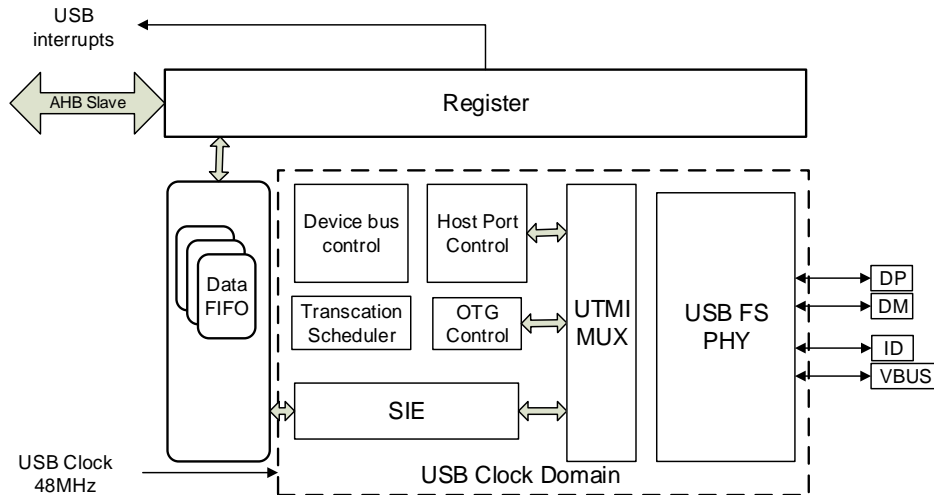 USB
interrupts
AHB Slave
Register
Device bus
control
Host Port
Control
Data
FIFO
Transcation
Scheduler
OTG
Control
UTMI
MUX
USB FS
PHY
DP
DM
ID
VBUS
SIE
USB Clock
48MHz
USB Clock Domain